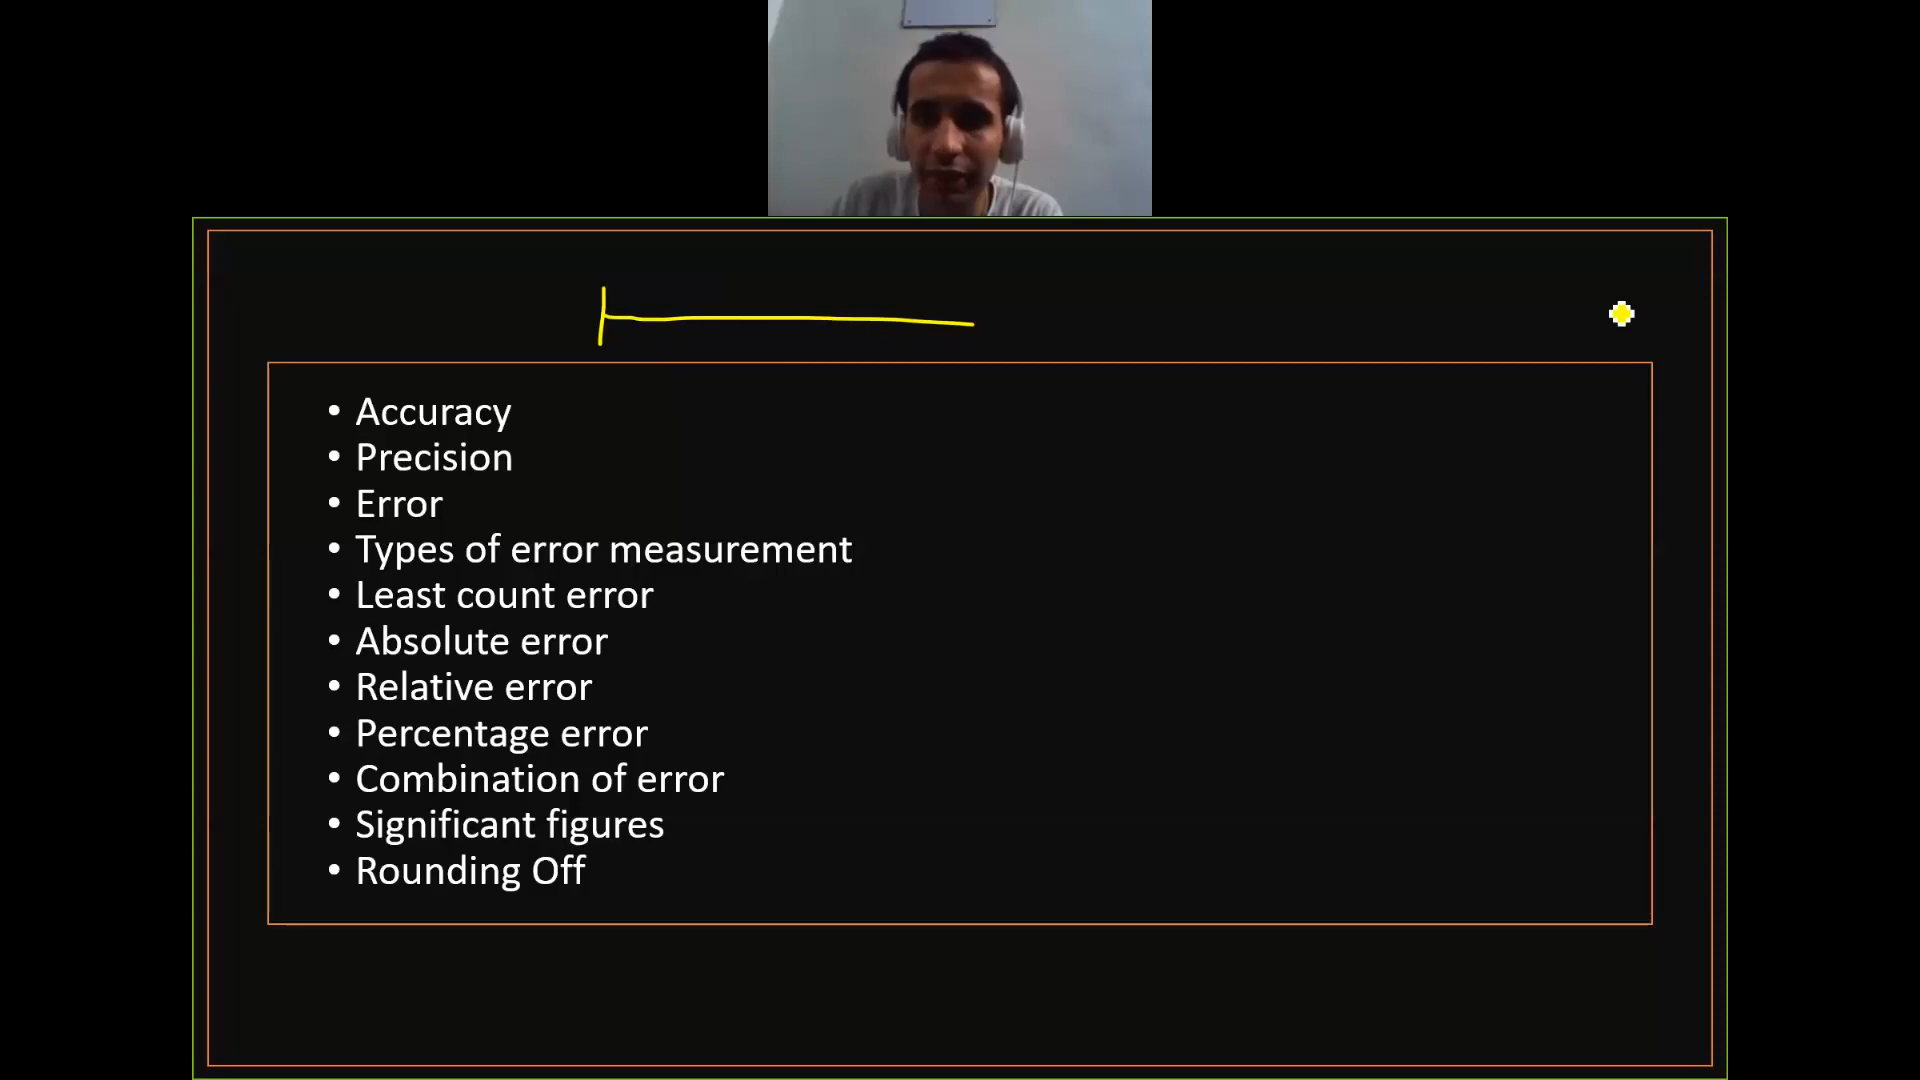 • Accuracy
• Precision
• Error
• Types of error measurement
• Least count error
• Absolute error
• Relative error
• Percentage error
• Combination of error
• Significant figures
• Rounding Off